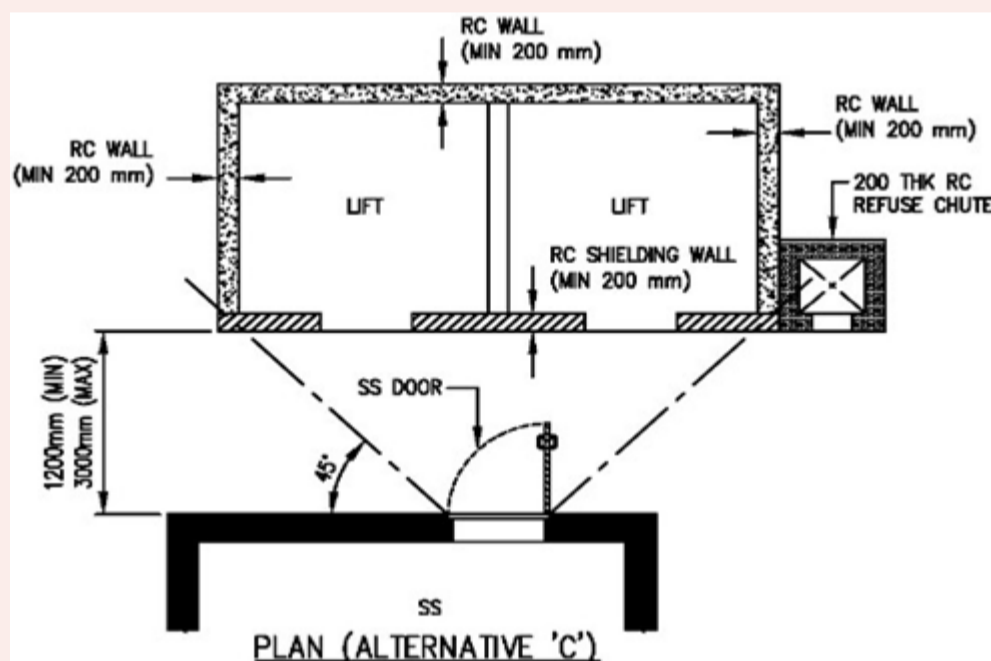 RC WALL
(MIN 200 mm)
RC WALL
(MIN 200 mm)
RC WALL
(MIN 200 mm)
200 THK RC
REFUSE CHUTE
LIFT
LIFT
RC SHIELDING WALL
(MIN 200 mm)
SS DOOR
1200mm (MIN)
3000mm (MAX)
45°
SS
PLAN (ALTERNATIVE 'C')